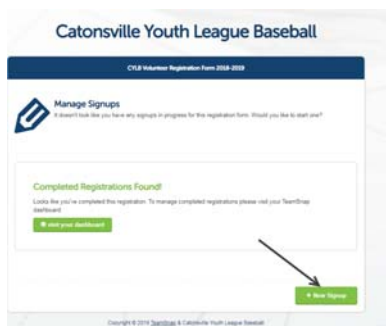 Catonsville Youth League Baseball
CYLB Volunteer Registration Form 2018-2019
Manage Signups
It doesn't look like you have any signups in progress for this registration form. Would you like to start one?
Completed Registrations Found!
Looks like you've completed this registration. To manage completed registrations please visit your TeamSnap
dashboard.
visit your dashboard
+ New Signup
Copyright © 2019 TeamSnap & Catonsville Youth League Baseball